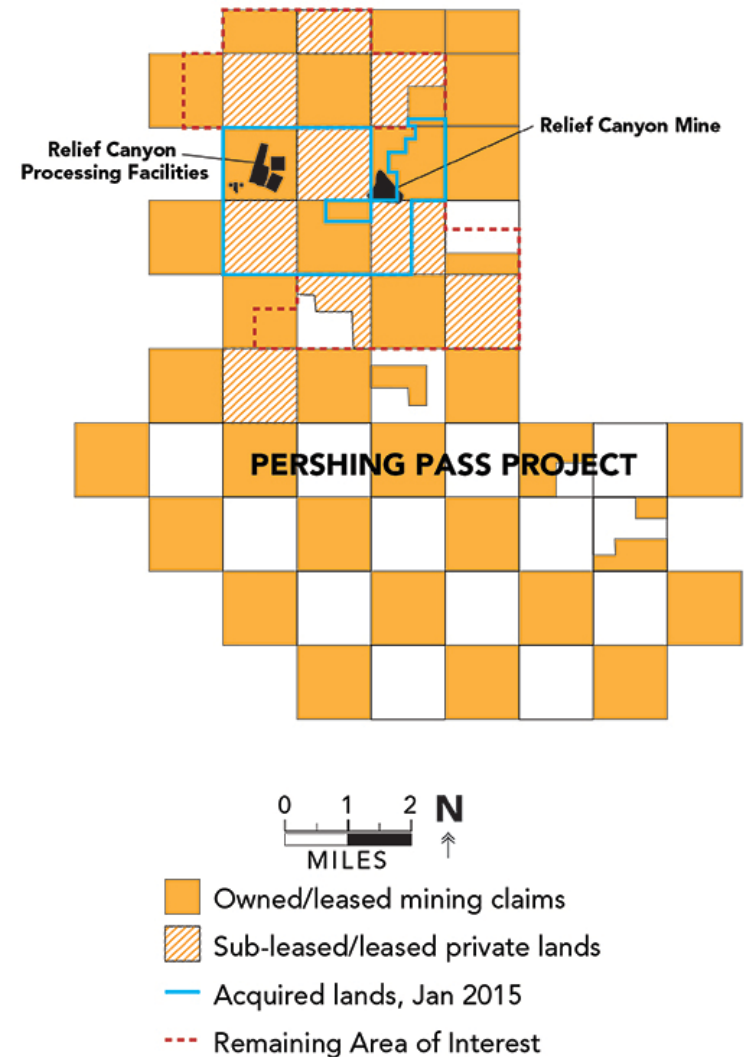 Relief Canyon Mine
Relief Canyon
Processing Facilities
PERSHING PASS PROJECT
0 1 2 N
MILES
Owned/leased mining claims
Sub-leased/leased private lands
Acquired lands, Jan 2015
Remaining Area of Interest